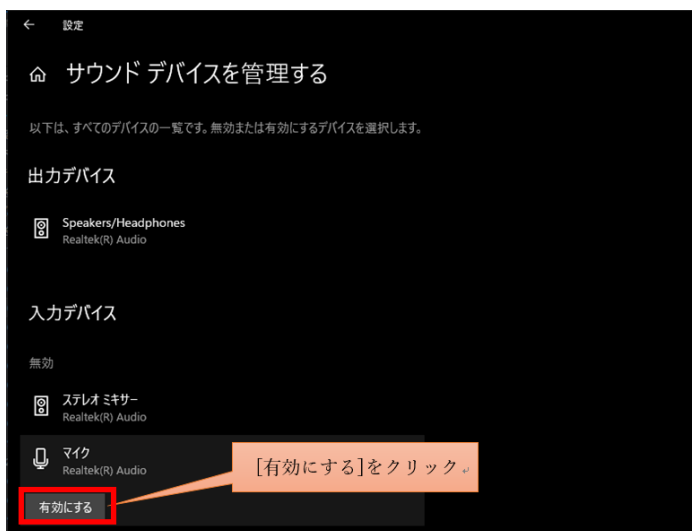 設定
サウンド デバイスを管理する
以下は、すべてのデバイスの一覧です。無効または有効にするデバイスを選択します。
出力デバイス
Speakers/Headphones
Realtek(R) Audio
入力デバイス
無効
ステレオ ミキサー
Realtek(R) Audio
マイク
Realtek(R) Audio
[有効にする]をクリック
有効にする